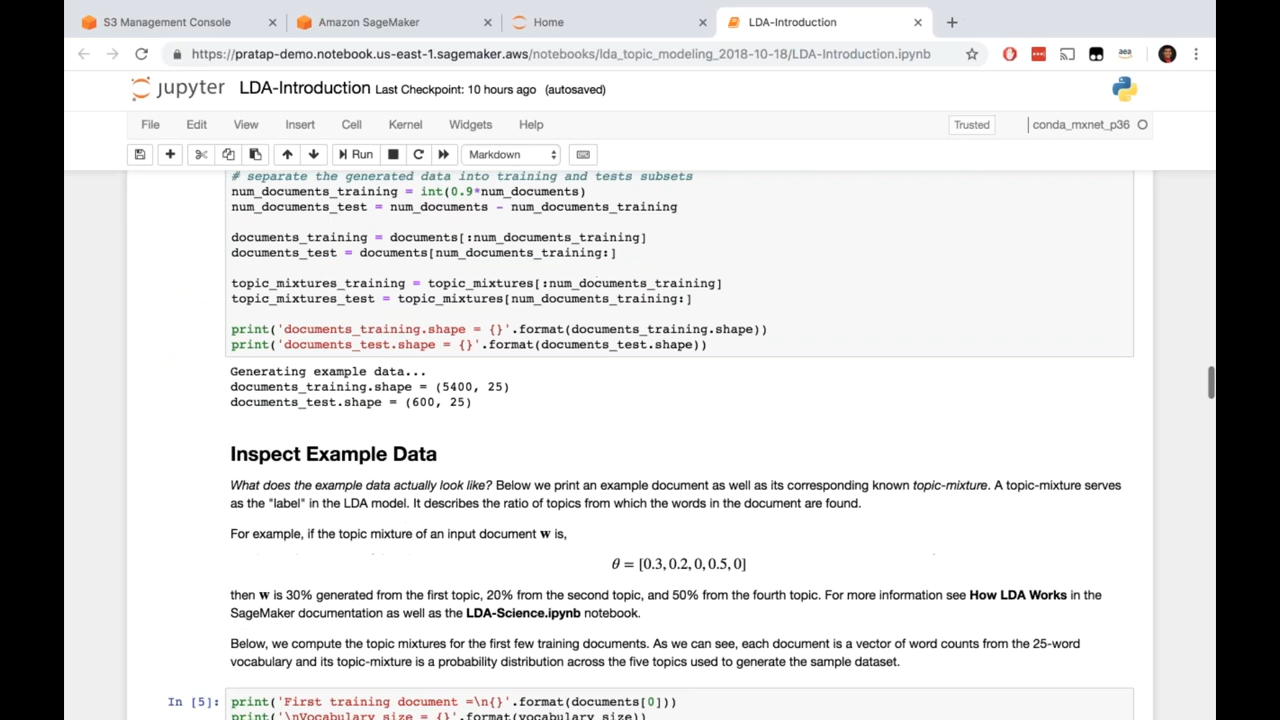 S3 Management Console
Amazon SageMaker
Home
LDA-Introduction
https://pratap-demo.notebook.us-east-1.sagemaker.aws/notebooks/lda_topic_modeling_2018-10-18/LDA-Introduction.ipynb
aea
jupyter LDA-Introduction Last Checkpoint: 10 hours ago (autosaved)
File Edit View Insert Cell Kernel Widgets Help Trusted conda_mxnet_p36
Run Markdown
# separate the generated data into training and tests subsets
num_documents_training = int(0.9*num_documents)
num_documents_test = num_documents - num_documents_training
documents_training = documents[:num_documents_training]
documents_test = documents[num_documents_training:]
topic_mixtures_training = topic_mixtures[:num_documents_training]
topic_mixtures_test = topic_mixtures[num_documents_training:]
print('documents_training.shape = {}'.format(documents_training.shape))
print('documents_test.shape = {}'.format(documents_test.shape))
Generating example data...
documents_training.shape = (5400, 25)
documents_test.shape = (600, 25)
Inspect Example Data
What does the example data actually look like? Below we print an example document as well as its corresponding known topic-mixture. A topic-mixture serves
as the "label" in the LDA model. It describes the ratio of topics from which the words in the document are found.
For example, if the topic mixture of an input document w is,
θ = [0.3, 0.2, 0, 0.5, 0]
then w is 30% generated from the first topic, 20% from the second topic, and 50% from the fourth topic. For more information see How LDA Works in the
SageMaker documentation as well as the LDA-Science.ipynb notebook.
Below, we compute the topic mixtures for the first few training documents. As we can see, each document is a vector of word counts from the 25-word
vocabulary and its topic-mixture is a probability distribution across the five topics used to generate the sample dataset.
In [5]: print('First training document =\n{}'.format(documents[0]))
print('\nVocabulary size = {}'.format(vocabulary_size))